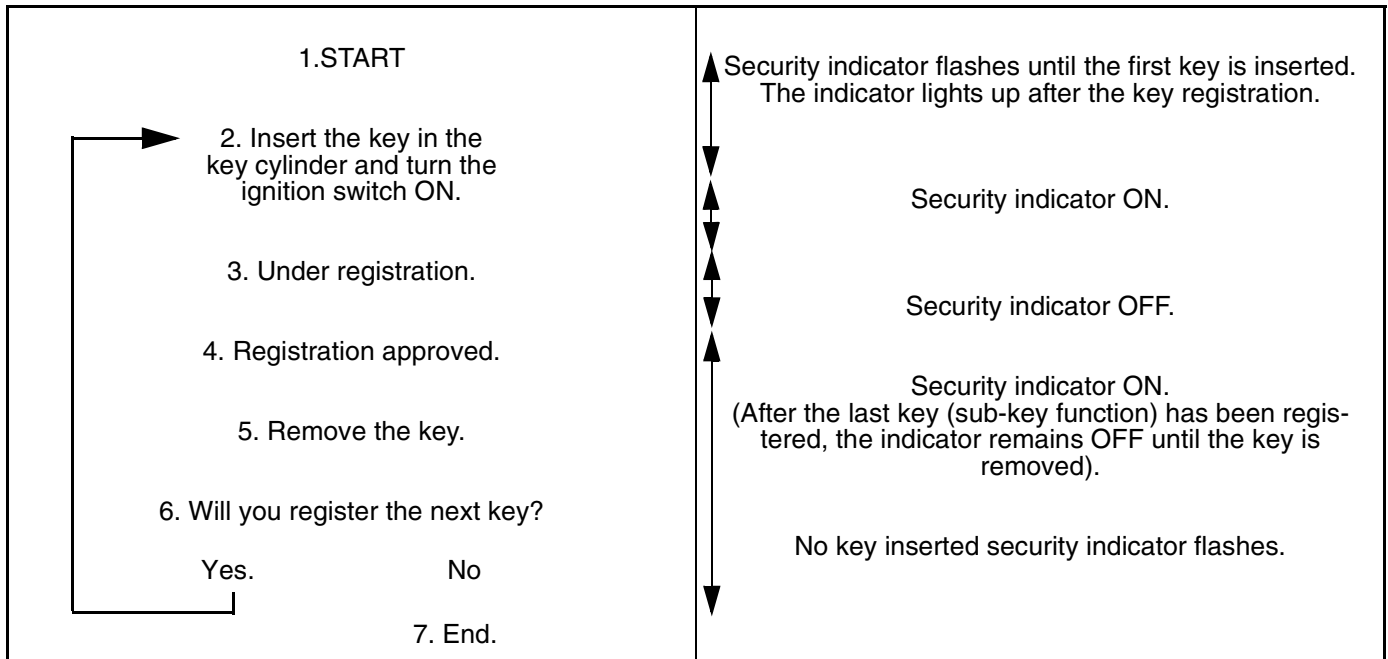 1.START
2. Insert the key in the
key cylinder and turn the
ignition switch ON.
3. Under registration.
4. Registration approved.
5. Remove the key.
6. Will you register the next key?
Yes. No
7. End.
Security indicator flashes until the first key is inserted.
The indicator lights up after the key registration.
Security indicator ON.
Security indicator OFF.
Security indicator ON.
(After the last key (sub-key function) has been regis-
tered, the indicator remains OFF until the key is
removed).
No key inserted security indicator flashes.